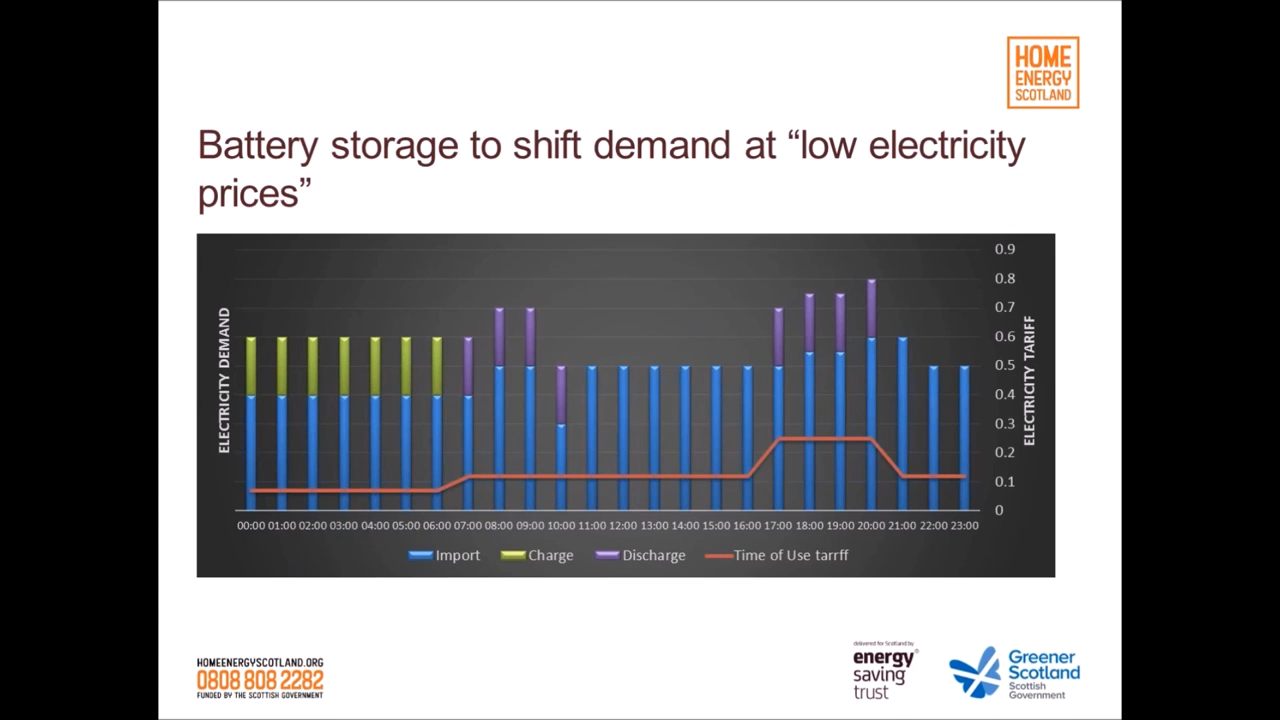 HOME
ENERGY
SCOTLAND
Battery storage to shift demand at “low electricity
prices”
ELECTRICITY DEMAND
0.9
0.8
0.7
0.6
0.5
0.4
0.3
0.2
0.1
0
ELECTRICITY TARIFF
00:00 01:00 02:00 03:00 04:00 05:00 06:00 07:00 08:00 09:00 10:00 11:00 12:00 13:00 14:00 15:00 16:00 17:00 18:00 19:00 20:00 21:00 22:00 23:00
Import Charge Discharge Time of Use tarrff
HOMEENERGYSCOTLAND.ORG
0808 808 2282
FUNDED BY THE SCOTTISH GOVERNMENT
delivered for Scotland by
energy®
saving
trust
Greener
Scotland
Scottish
Government